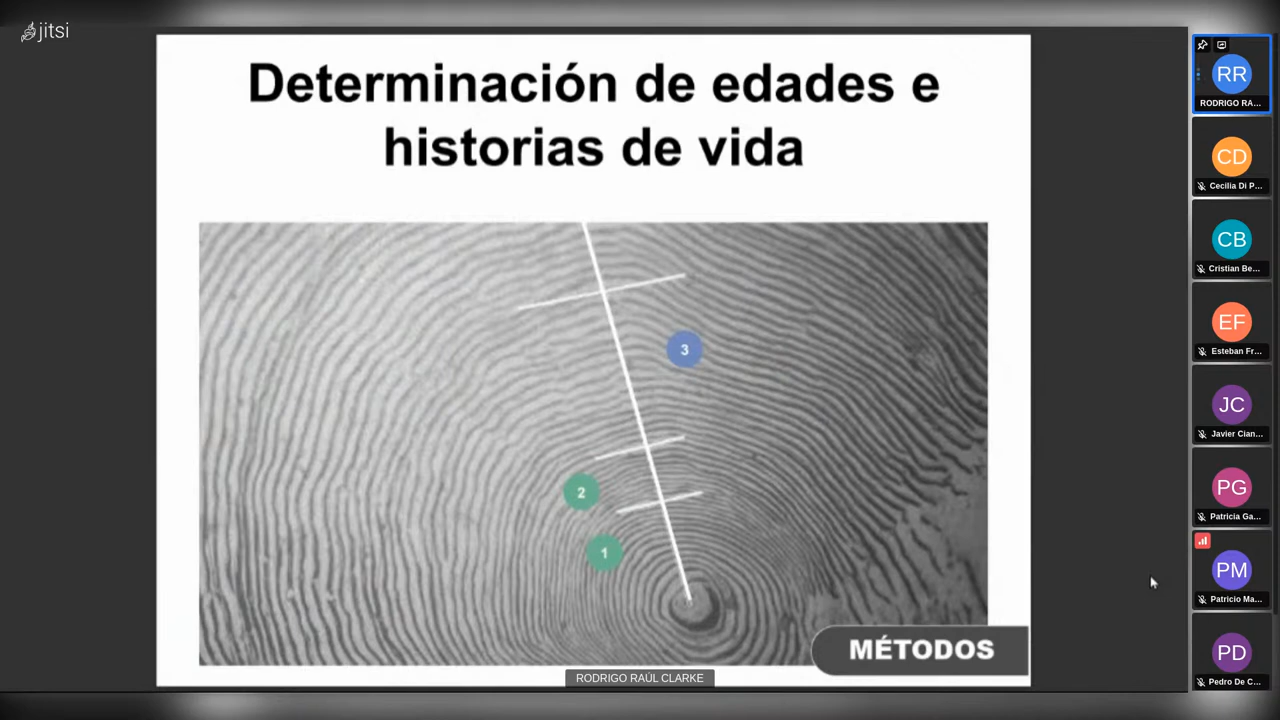 jitsi
Determinación de edades e
historias de vida
3
2
1
MÉTODOS
RODRIGO RAÚL CLARKE
RR
RODRIGO RA...
CD
Cecilia Di P...
CB
Cristian Be...
EF
Esteban Fr...
JC
Javier Cian...
PG
Patricia Ga...
PM
Patricio Ma...
PD
Pedro De C...